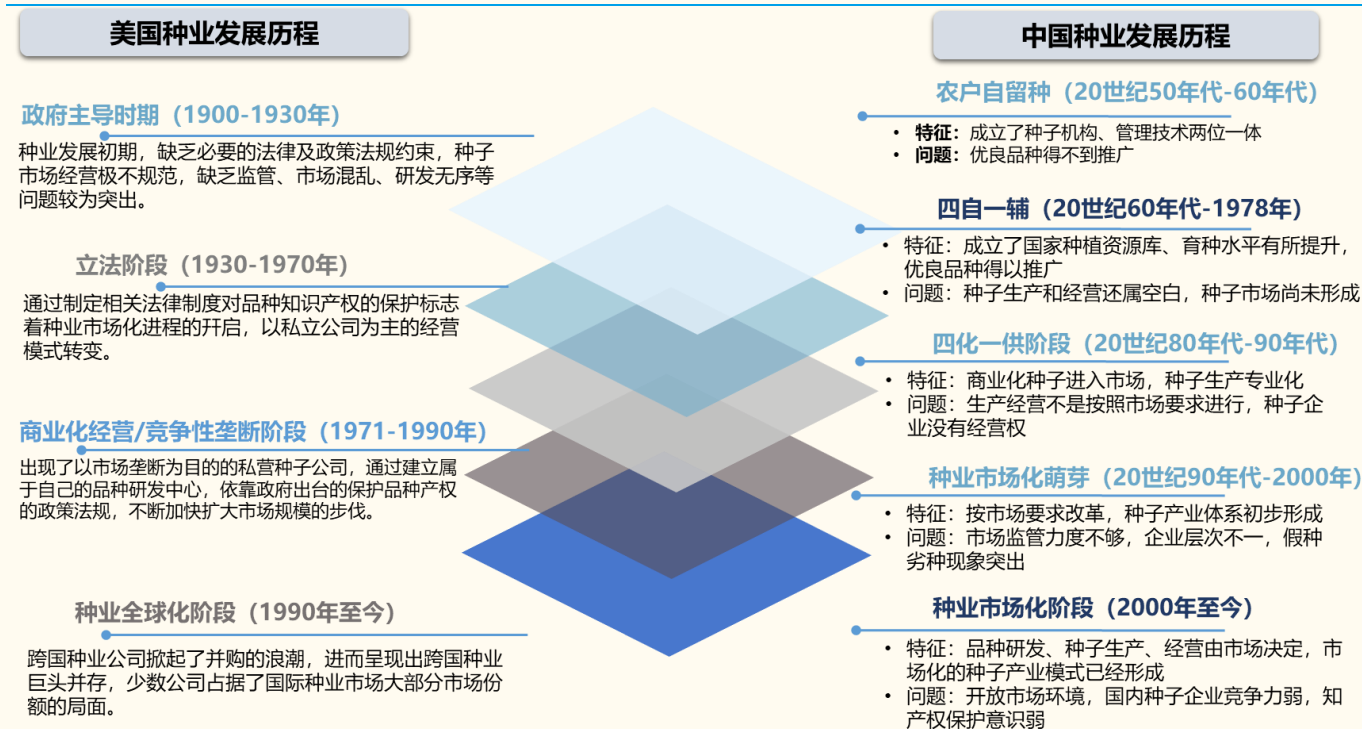 美国种业发展历程
政府主导时期（1900-1930年）
种业发展初期，缺乏必要的法律及政策法规约束，种子
市场经营极不规范，缺乏监管、市场混乱、研发无序等
问题较为突出。
立法阶段（1930-1970年）
通过制定相关法律制度对品种知识产权的保护标志
着种业市场化进程的开启，以私立公司为主的经营
模式转变。
商业化经营/竞争性垄断阶段（1971-1990年）
出现了以市场垄断为目的的私营种子公司，通过建立属
于自己的品种研发中心，依靠政府出台的保护品种产权
的政策法规，不断加快扩大市场规模的步伐。
种业全球化阶段（1990年至今）
跨国种业公司掀起了并购的浪潮，进而呈现出跨国种业
巨头并存，少数公司占据了国际种业市场大部分市场份
额的局面。
中国种业发展历程
农户自留种（20世纪50年代-60年代）
• 特征：成立了种子机构、管理技术两位一体
• 问题：优良品种得不到推广
四自一辅（20世纪60年代-1978年）
• 特征：成立了国家种植资源库、育种水平有所提升，
优良品种得以推广
• 问题：种子生产和经营还属空白，种子市场尚未形成
四化一供阶段（20世纪80年代-90年代）
• 特征：商业化种子进入市场，种子生产专业化
• 问题：生产经营不是按照市场要求进行，种子企
业没有经营权
种业市场化萌芽（20世纪90年代-2000年）
• 特征：按市场要求改革，种子产业体系初步形成
• 问题：市场监管力度不够，企业层次不一，假种
劣种现象突出
种业市场化阶段（2000年至今）
• 特征：品种研发、种子生产、经营由市场决定，市
场化的种子产业模式已经形成
• 问题：开放市场环境，国内种子企业竞争力弱，知
产权保护意识弱